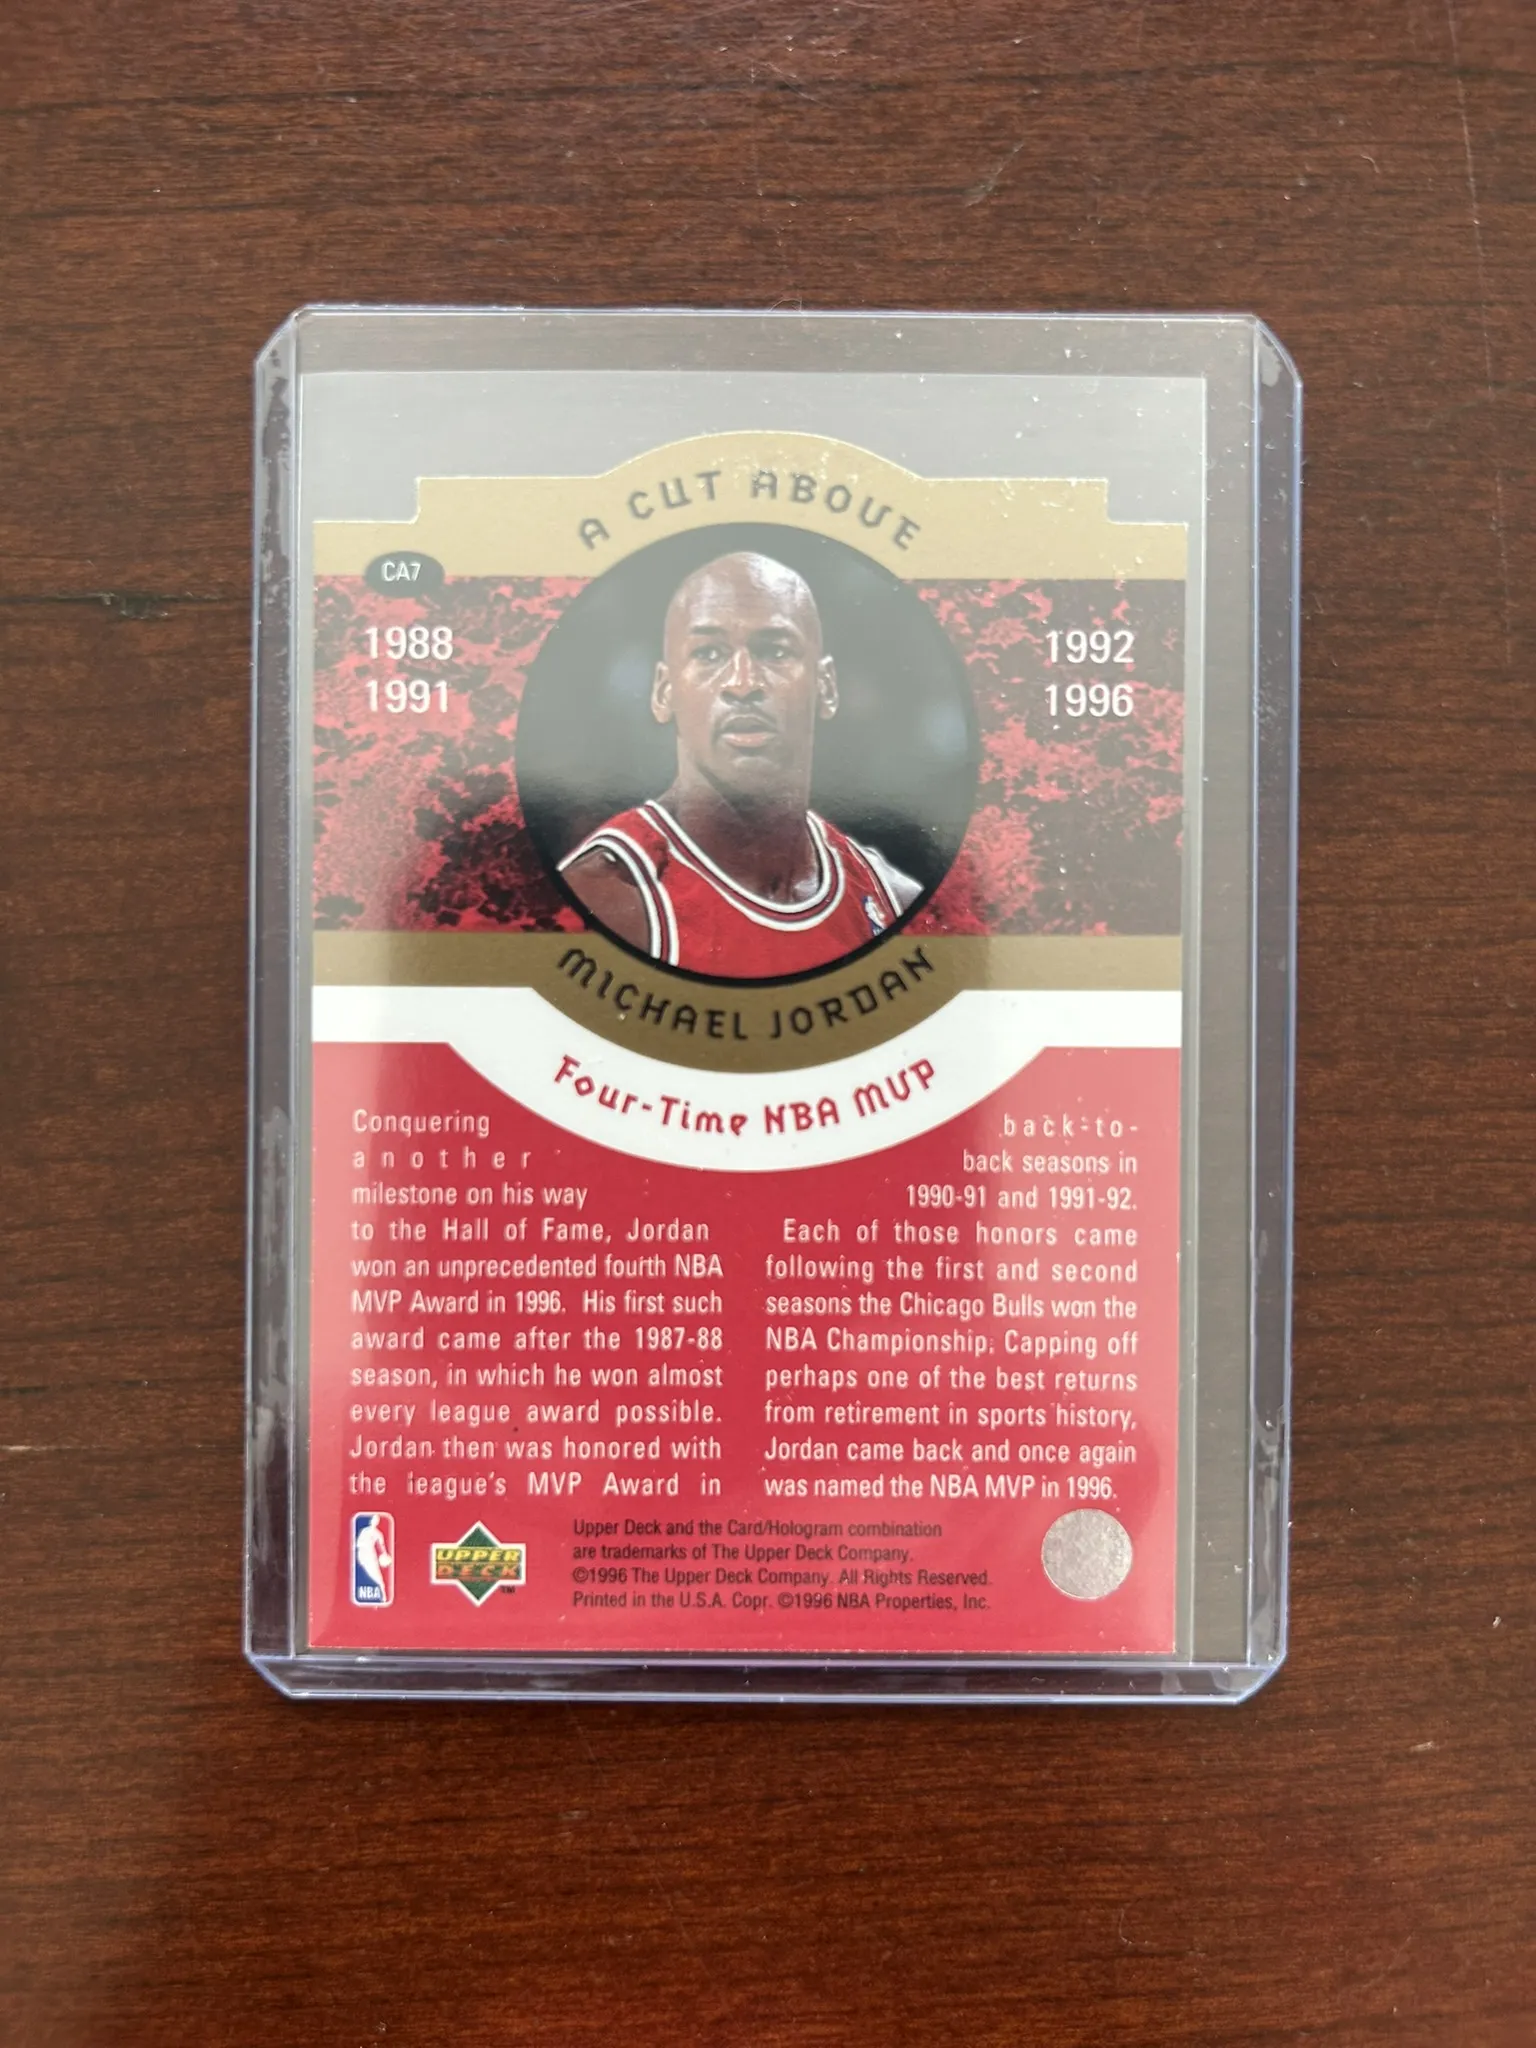 A CUT ABOVE
CA7
1988
1991
1992
1996
MICHAEL JORDAN
Four-Time NBA MVP
Conquering
another
milestone on his way
to the Hall of Fame, Jordan
won an unprecedented fourth NBA
MVP Award in 1996. His first such
award came after the 1987-88
season, in which he won almost
every league award possible.
Jordan then was honored with
the league's MVP Award in
back-to-
back seasons in
1990-91 and 1991-92.
Each of those honors came
following the first and second
seasons the Chicago Bulls won the
NBA Championship. Capping off
perhaps one of the best returns
from retirement in sports history,
Jordan came back and once again
was named the NBA MVP in 1996.
NBA
UPPER
DECK
TM
Upper Deck and the Card/Hologram combination
are trademarks of The Upper Deck Company.
©1996 The Upper Deck Company. All Rights Reserved.
Printed in the U.S.A. Copr. ©1996 NBA Properties, Inc.